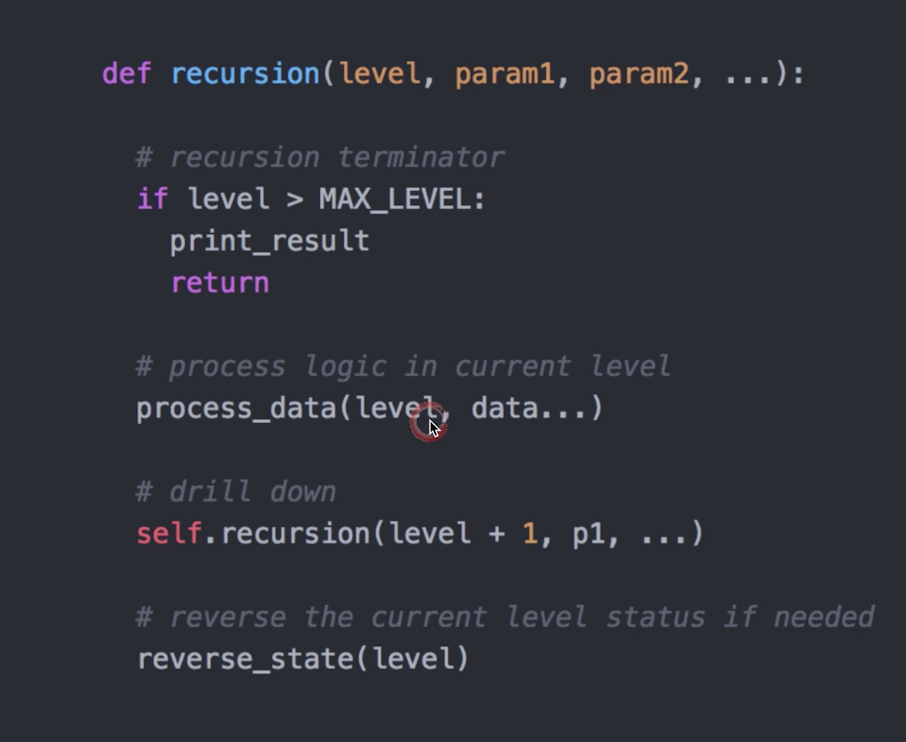 def recursion(level, param1, param2, ...):
# recursion terminator
if level > MAX_LEVEL:
print_result
return
# process logic in current level
process_data(level, data...)
# drill down
self.recursion(level + 1, p1, ...)
# reverse the current level status if needed
reverse_state(level)